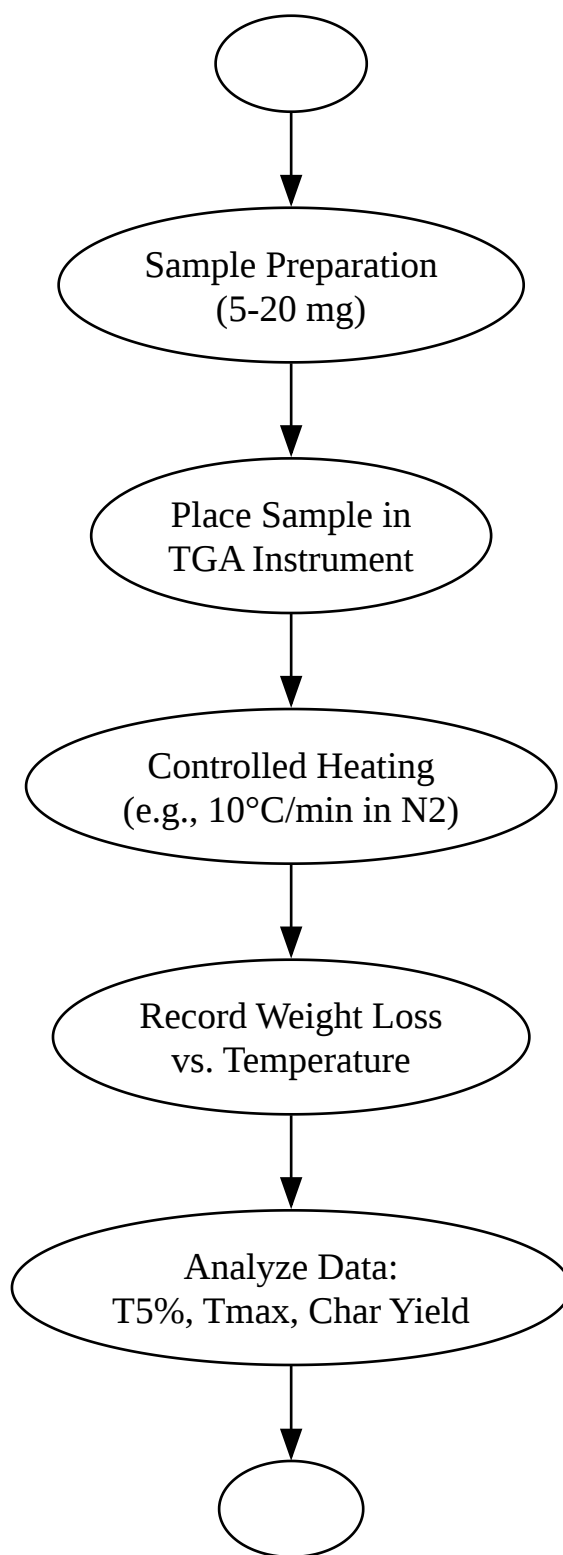 Sample Preparation
(5-20 mg)
Place Sample in
TGA Instrument
Controlled Heating
(e.g., 10°C/min in N2)
Record Weight Loss
vs. Temperature
Analyze Data:
T5%, Tmax, Char Yield